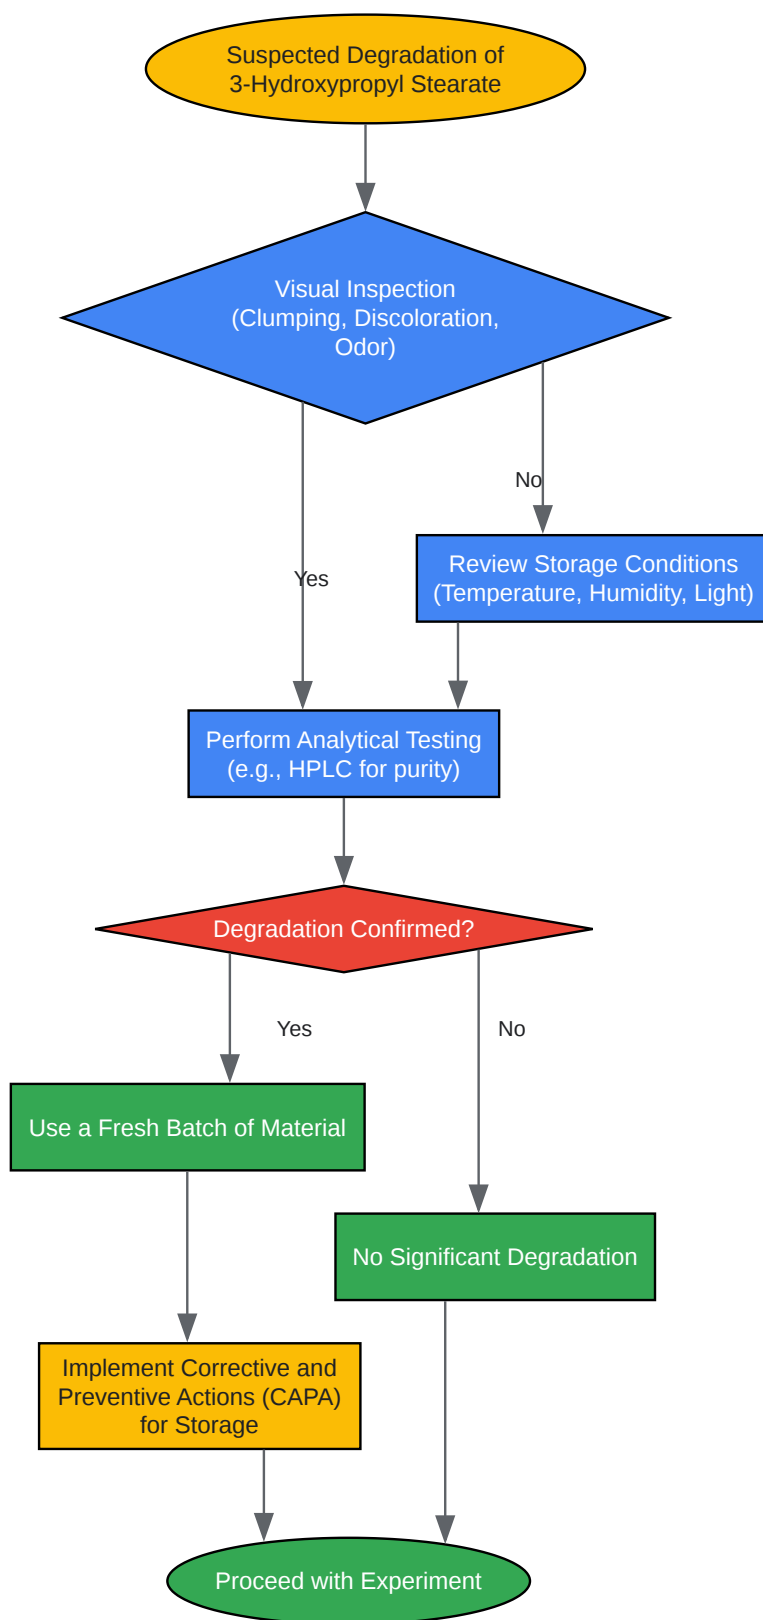 Suspected Degradation of
3-Hydroxypropyl Stearate
Visual Inspection
(Clumping, Discoloration,
Odor)
No
Review Storage Conditions
(Temperature, Humidity, Light)
Yes
Perform Analytical Testing
(e.g., HPLC for purity)
Degradation Confirmed?
Yes
No
Use a Fresh Batch of Material
No Significant Degradation
Implement Corrective and
Preventive Actions (CAPA)
for Storage
Proceed with Experiment